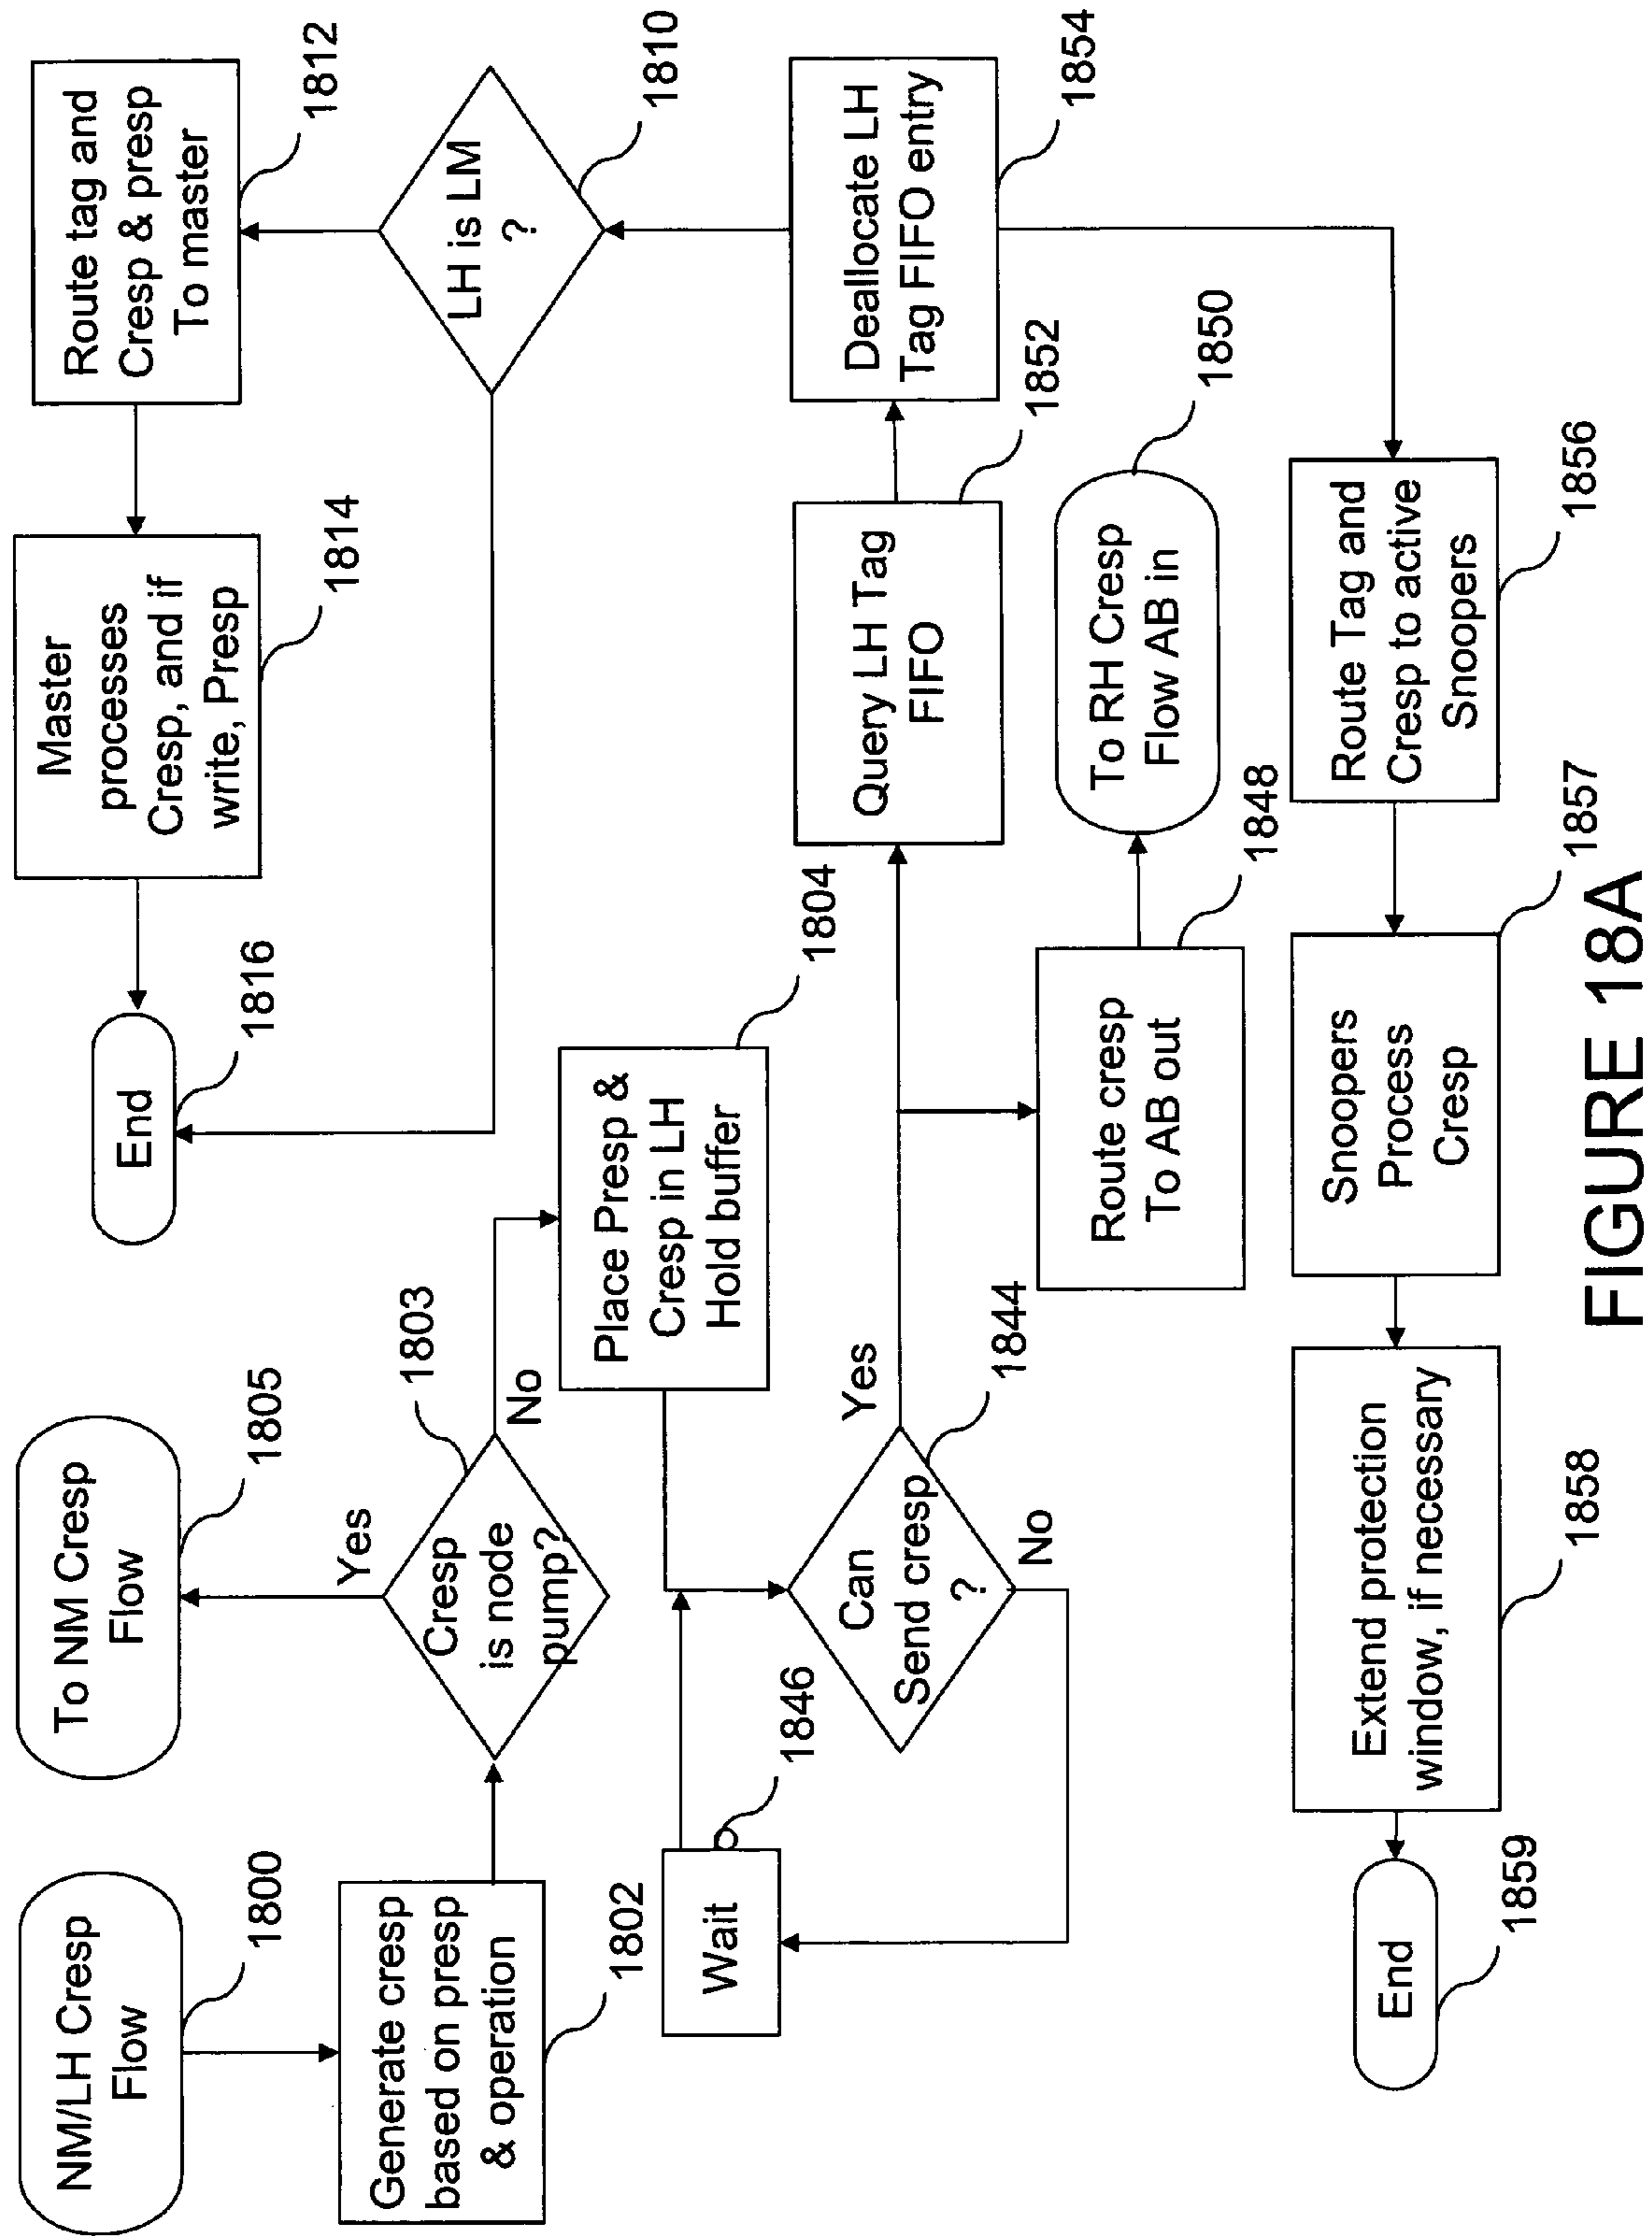 NM/LH Cresp
Flow
1800
Generate cresp
based on presp
& operation
1802
To NM Cresp
Flow
1805
Yes
Cresp
is node
pump?
1803
No
Place Presp &
Cresp in LH
Hold buffer
1804
Wait
1846
Can
Send cresp
?
1844
Yes
No
Route cresp
To AB out
1848
To RH Cresp
Flow AB in
1850
Query LH Tag
FIFO
1852
Deallocate LH
Tag FIFO entry
1854
LH is LM
?
1810
Route tag and
Cresp & presp
To master
1812
Master
processes
Cresp, and if
write, Presp
1814
End
1816
Route Tag and
Cresp to active
Snoopers
1856
Snoopers
Process
Cresp
1857
Extend protection
window, if necessary
1858
End
1859
FIGURE 18A